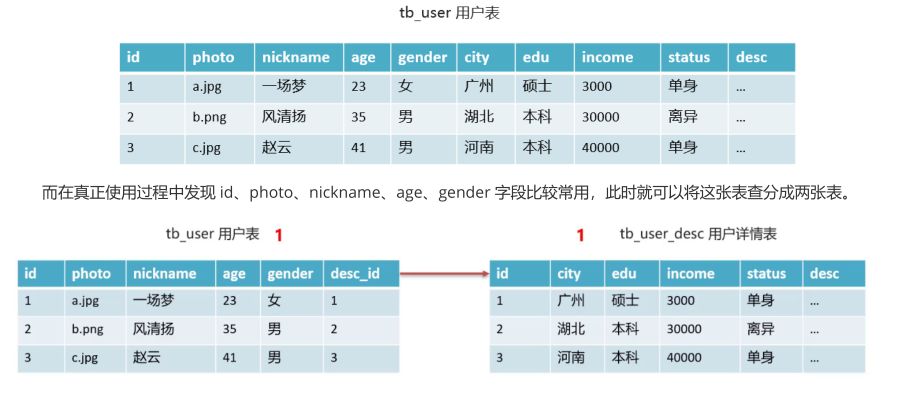 tb_user 用户表
id photo nickname age gender city edu income status desc
1 a.jpg 一场梦 23 女 广州 硕士 3000 单身 ...
2 b.png 风清扬 35 男 湖北 本科 30000 离异 ...
3 c.jpg 赵云 41 男 河南 本科 40000 单身 ...
而在真正使用过程中发现 id、photo、nickname、age、gender 字段比较常用，此时就可以将这张表查分成两张表。
tb_user 用户表 1
id photo nickname age gender desc_id
1 a.jpg 一场梦 23 女 1
2 b.png 风清扬 35 男 2
3 c.jpg 赵云 41 男 3
1 tb_user_desc 用户详情表
id city edu income status desc
1 广州 硕士 3000 单身 ...
2 湖北 本科 30000 离异 ...
3 河南 本科 40000 单身 ...